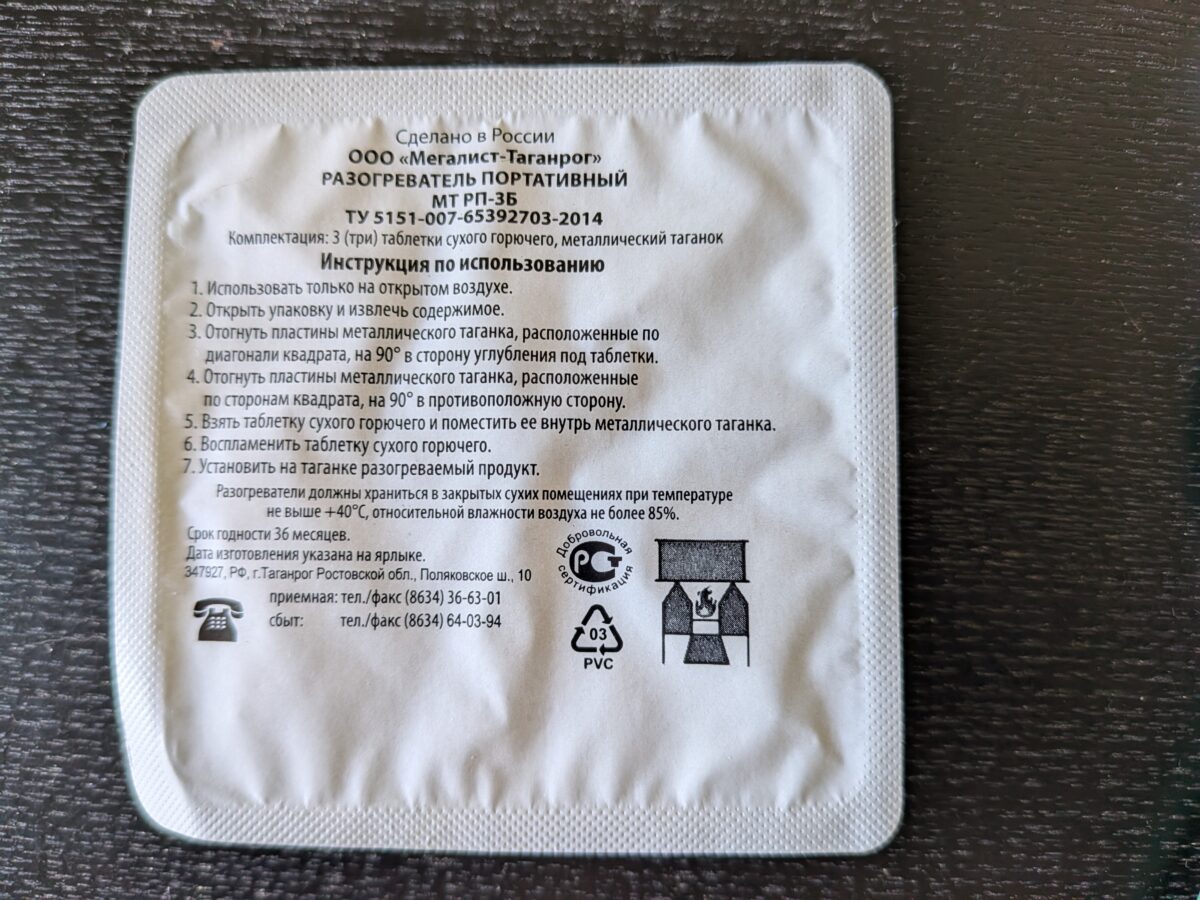 Сделано в России
ООО «Мегалист-Таганрог»
РАЗОГРЕВАТЕЛЬ ПОРТАТИВНЫЙ
МТ РП-3Б
ТУ 5151-007-65392703-2014
Комплектация: 3 (три) таблетки сухого горючего, металлический таганок
Инструкция по использованию
1. Использовать только на открытом воздухе.
2. Открыть упаковку и извлечь содержимое.
3. Отогнуть пластины металлического таганка, расположенные по
диагонали квадрата, на 90° в сторону углубления под таблетки.
4. Отогнуть пластины металлического таганка, расположенные
по сторонам квадрата, на 90° в противоположную сторону.
5. Взять таблетку сухого горючего и поместить ее внутрь металлического таганка.
6. Воспламенить таблетку сухого горючего.
7. Установить на таганке разогреваемый продукт.
Разогреватели должны храниться в закрытых сухих помещениях при температуре
не выше +40°С, относительной влажности воздуха не более 85%.
Срок годности 36 месяцев.
Дата изготовления указана на ярлыке.
347927, РФ, г.Таганрог Ростовской обл., Поляковское ш., 10
приемная: тел./факс (8634) 36-63-01
сбыт: тел./факс (8634) 64-03-94
Добровольная
РСТ
сертификация
03
PVC